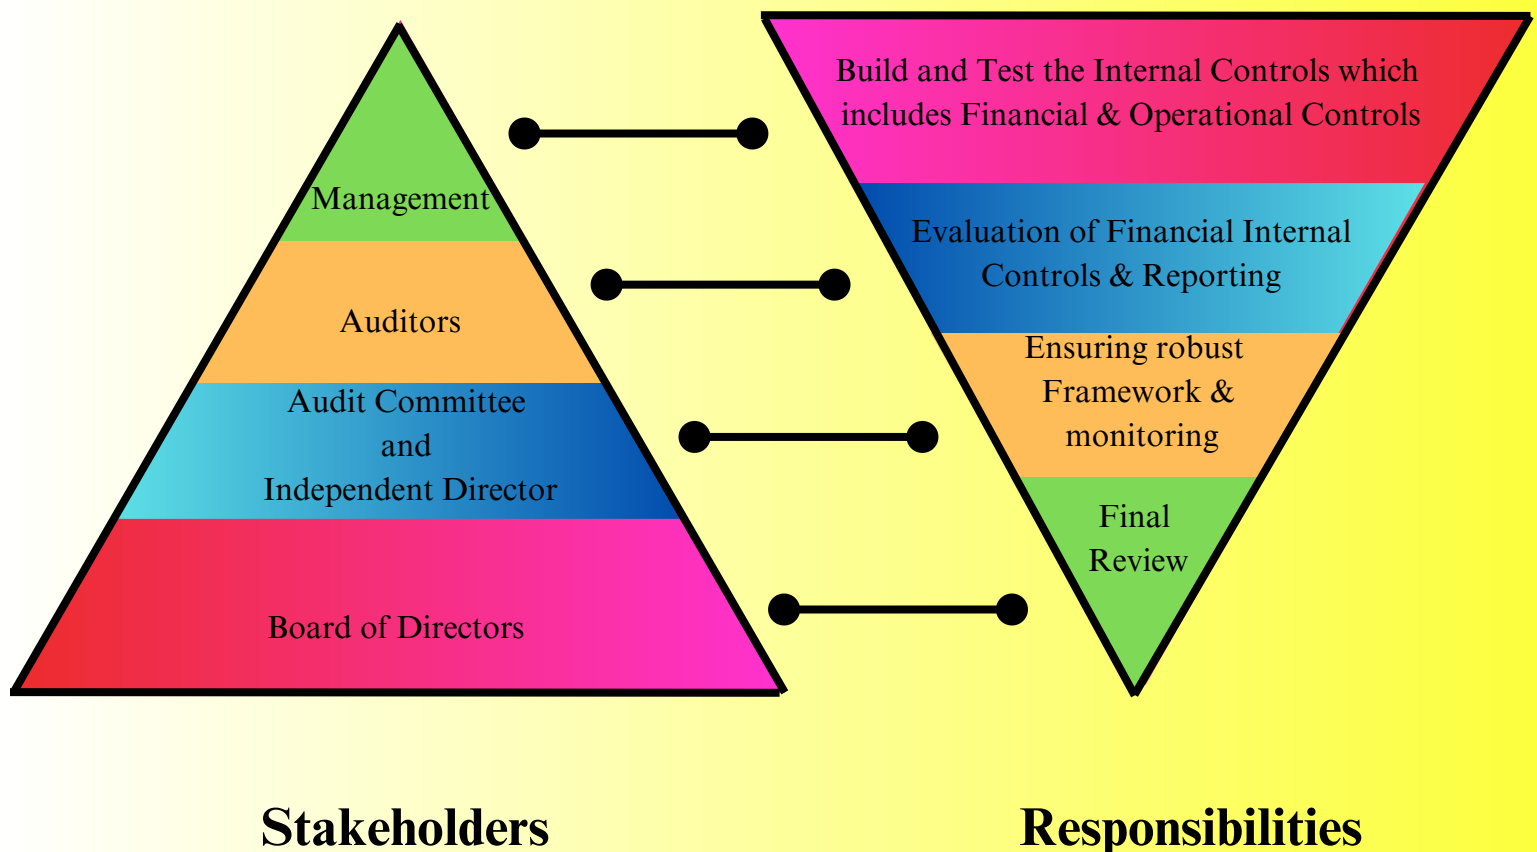 Management
Auditors
Audit Committee
and
Independent Director
Board of Directors
Stakeholders
Build and Test the Internal Controls which
includes Financial & Operational Controls
Evaluation of Financial Internal
Controls & Reporting
Ensuring robust
Framework &
monitoring
Final
Review
Responsibilities